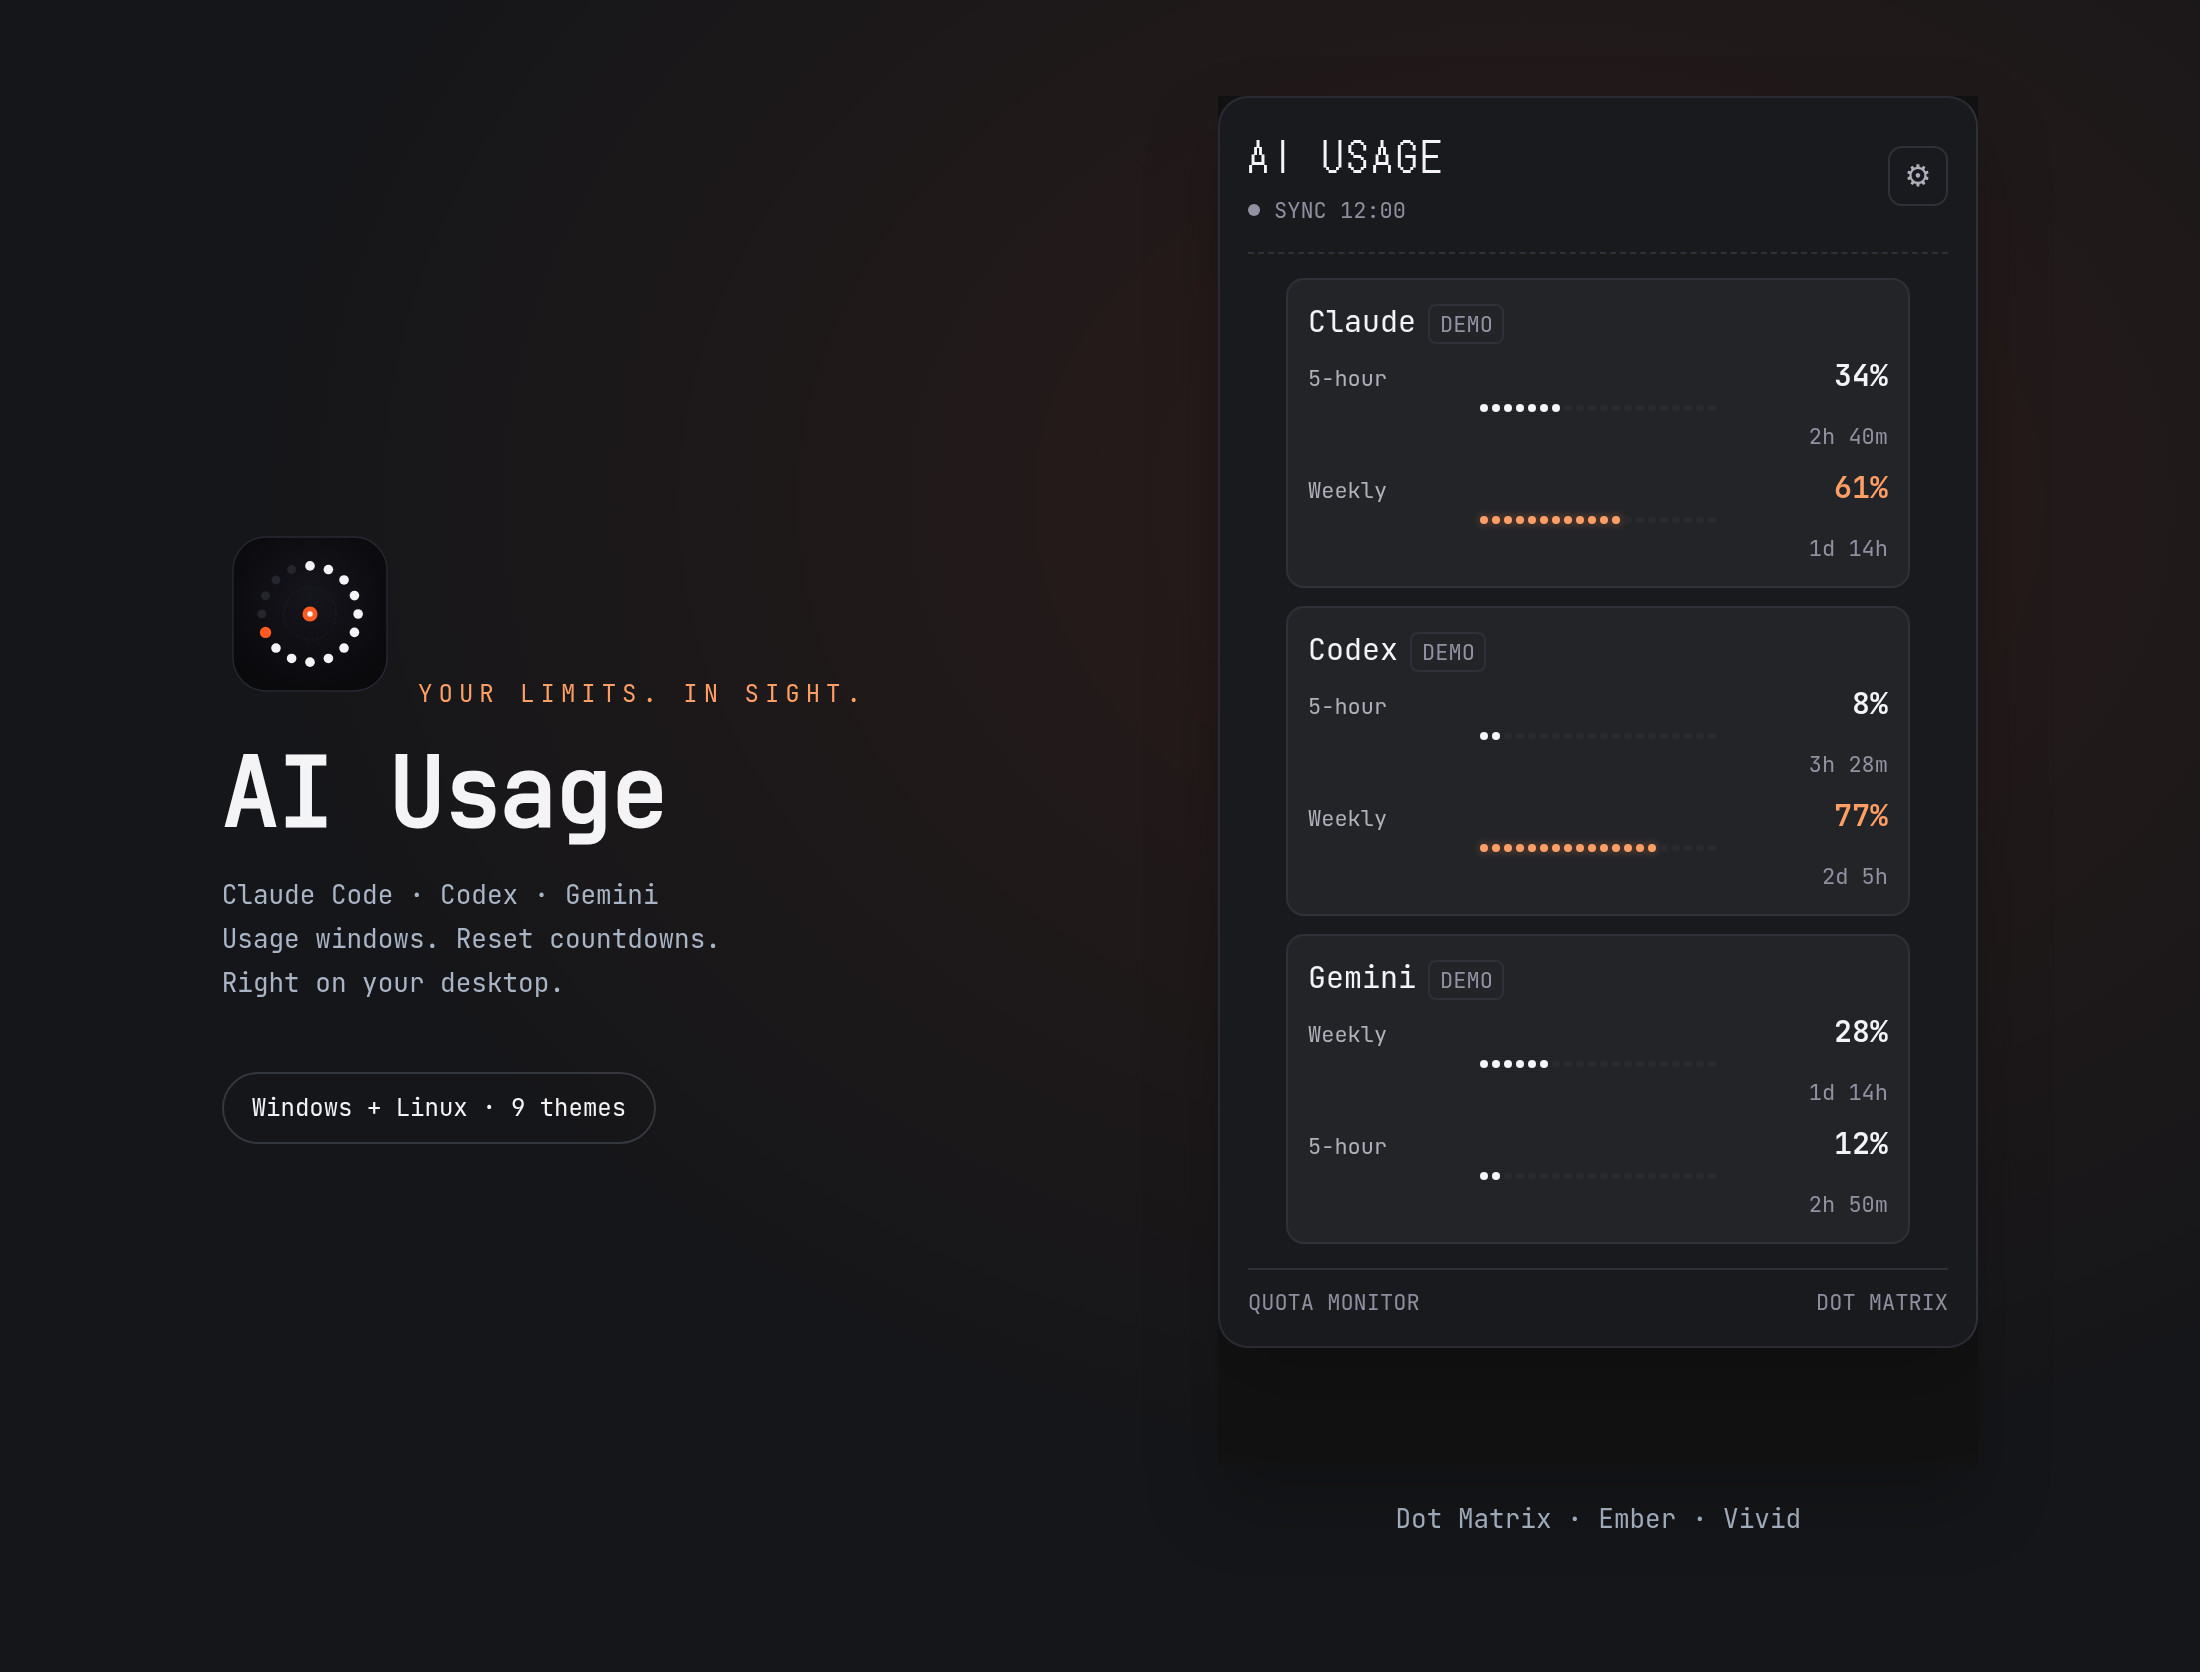 YOUR LIMITS. IN SIGHT.
AI Usage
Claude Code · Codex · Gemini
Usage windows. Reset countdowns.
Right on your desktop.
Windows + Linux · 9 themes
AI USAGE
SYNC 12:00
Claude DEMO
5-hour 34%
2h 40m
Weekly 61%
1d 14h
Codex DEMO
5-hour 8%
3h 28m
Weekly 77%
2d 5h
Gemini DEMO
Weekly 28%
1d 14h
5-hour 12%
2h 50m
QUOTA MONITOR DOT MATRIX
Dot Matrix · Ember · Vivid